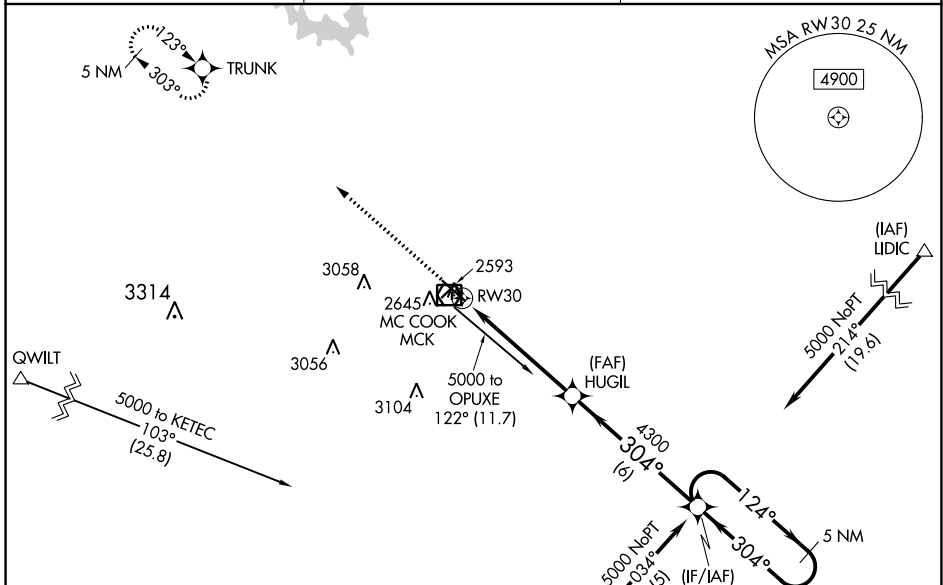 123°
303°
5 NM
TRUNK
MSA RW30 25 NM
4900
(IAF)
LIDIC
5000 NoPT
214°
(19.6)
3058
2593
2645
RW30
MC COOK
MCK
3314
3056
3104
QWILT
5000 to KETEC
103°
(25.8)
5000 to
OPUXE
122° (11.7)
(FAF)
HUGIL
4300
304°
(6)
124°
304°
5 NM
5000 NoPT
034°
(IF/IAF)